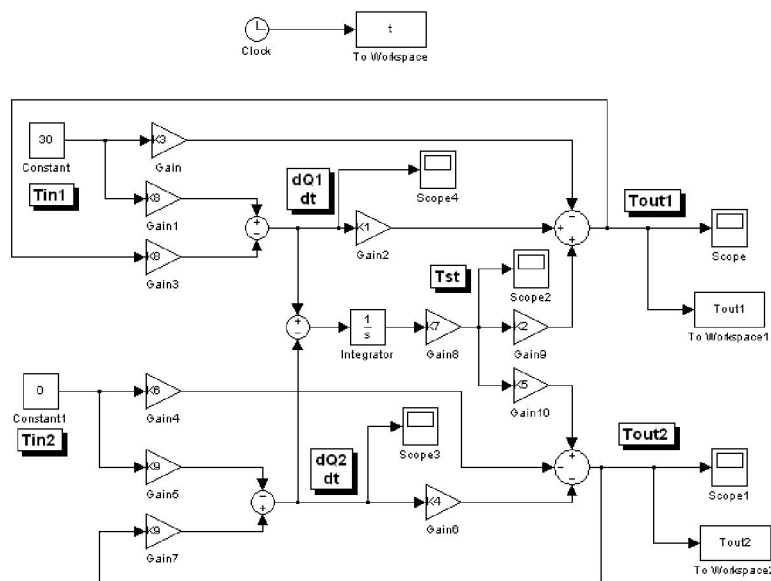 t
Clock
To Workspace
30
Constant
Tin1
K3
Gain
K8
Gain1
K8
Gain3
+
−
dQ1
dt
Scope4
K1
Gain2
−
+
+
Tout1
Scope
Tout1
To Workspace1
Tst
Scope2
+
−
1
s
Integrator
K7
Gain8
K2
Gain9
K5
Gain10
0
Constant1
Tin2
K6
Gain4
K9
Gain5
K9
Gain7
−
+
dQ2
dt
Scope3
K4
Gain6
+
−
−
Tout2
Scope1
Tout2
To Workspace2